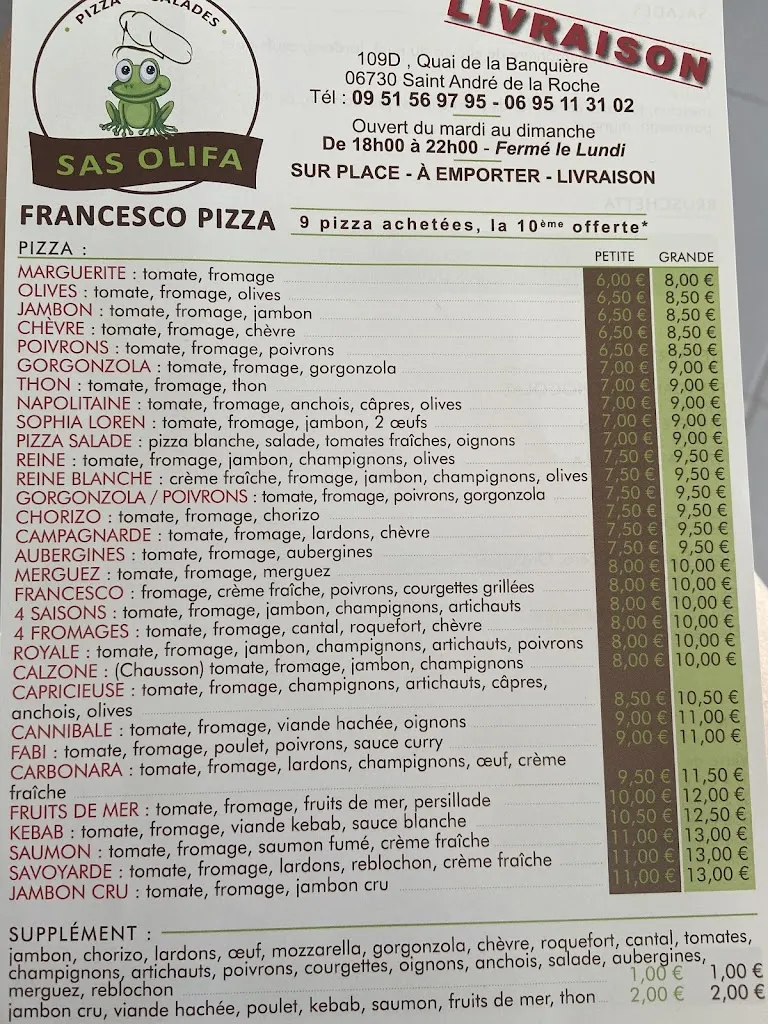 PIZZA SALADES
SAS OLIFA
LIVRAISON
109D , Quai de la Banquière
06730 Saint André de la Roche
Tél : 09 51 56 97 95 - 06 95 11 31 02
Ouvert du mardi au dimanche
De 18h00 à 22h00 - Fermé le Lundi
SUR PLACE - À EMPORTER - LIVRAISON
FRANCESCO PIZZA
9 pizza achetées, la 10ème offerte*
PIZZA : PETITE GRANDE
MARGUERITE : tomate, fromage 6,00 € 8,00 €
OLIVES : tomate, fromage, olives 6,50 € 8,50 €
JAMBON : tomate, fromage, jambon 6,50 € 8,50 €
CHÈVRE : tomate, fromage, chèvre 6,50 € 8,50 €
POIVRONS : tomate, fromage, poivrons 6,50 € 8,50 €
GORGONZOLA : tomate, fromage, gorgonzola 7,00 € 9,00 €
THON : tomate, fromage, thon 7,00 € 9,00 €
NAPOLITAINE : tomate, fromage, anchois, câpres, olives 7,00 € 9,00 €
SOPHIA LOREN : tomate, fromage, jambon, 2 œufs 7,00 € 9,00 €
PIZZA SALADE : pizza blanche, salade, tomates fraîches, oignons 7,00 € 9,00 €
REINE : tomate, fromage, jambon, champignons, olives 7,50 € 9,50 €
REINE BLANCHE : crème fraîche, fromage, jambon, champignons, olives 7,50 € 9,50 €
GORGONZOLA / POIVRONS : tomate, fromage, poivrons, gorgonzola 7,50 € 9,50 €
CHORIZO : tomate, fromage, chorizo 7,50 € 9,50 €
CAMPAGNARDE : tomate, fromage, lardons, chèvre 7,50 € 9,50 €
AUBERGINES : tomate, fromage, aubergines 7,50 € 9,50 €
MERGUEZ : tomate, fromage, merguez 8,00 € 10,00 €
FRANCESCO : fromage, crème fraîche, poivrons, courgettes grillées 8,00 € 10,00 €
4 SAISONS : tomate, fromage, jambon, champignons, artichauts 8,00 € 10,00 €
4 FROMAGES : tomate, fromage, cantal, roquefort, chèvre 8,00 € 10,00 €
ROYALE : tomate, fromage, jambon, champignons, artichauts, poivrons 8,00 € 10,00 €
CALZONE : (Chausson) tomate, fromage, jambon, champignons 8,00 € 10,00 €
CAPRICIEUSE : tomate, fromage, champignons, artichauts, câpres,
anchois, olives 8,50 € 10,50 €
CANNIBALE : tomate, fromage, viande hachée, oignons 9,00 € 11,00 €
FABI : tomate, fromage, poulet, poivrons, sauce curry 9,00 € 11,00 €
CARBONARA : tomate, fromage, lardons, champignons, œuf, crème
fraîche 9,50 € 11,50 €
FRUITS DE MER : tomate, fromage, fruits de mer, persillade 10,00 € 12,00 €
KEBAB : tomate, fromage, viande kebab, sauce blanche 10,50 € 12,50 €
SAUMON : tomate, fromage, saumon fumé, crème fraîche 11,00 € 13,00 €
SAVOYARDE : tomate, fromage, lardons, reblochon, crème fraîche 11,00 € 13,00 €
JAMBON CRU : tomate, fromage, jambon cru 11,00 € 13,00 €
SUPPLÉMENT :
jambon, chorizo, lardons, œuf, mozzarella, gorgonzola, chèvre, roquefort, cantal, tomates,
champignons, artichauts, poivrons, courgettes, oignons, anchois, salade, aubergines,
merguez, reblochon 1,00 € 1,00 €
jambon cru, viande hachée, poulet, kebab, saumon, fruits de mer, thon 2,00 € 2,00 €